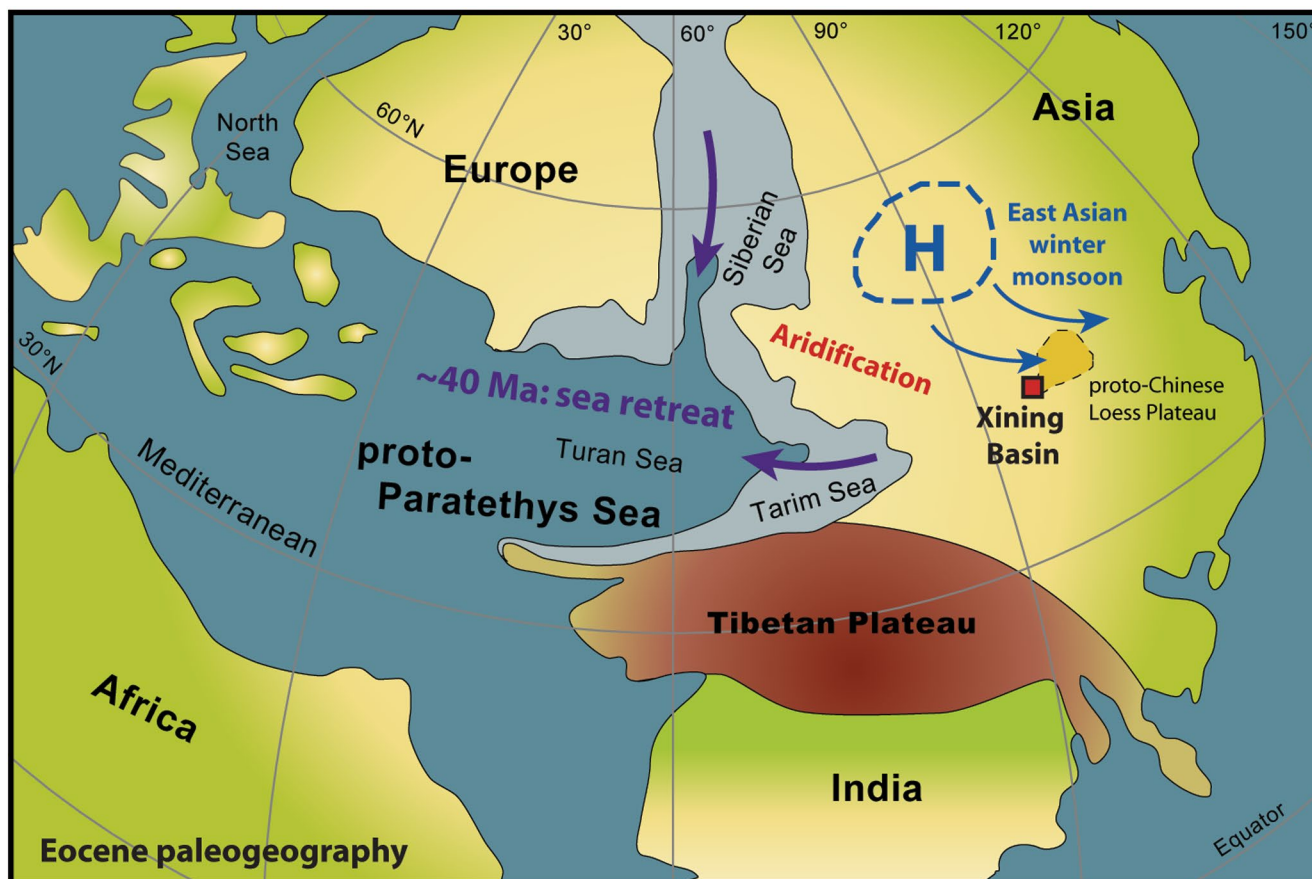 30°
60°
90°
120°
150°
60°N
North
Sea
Europe
Asia
Siberian
Sea
H
East Asian
winter
monsoon
30°N
Aridification
~40 Ma: sea retreat
proto-Chinese
Loess Plateau
Xining
Basin
Turan Sea
proto-
Paratethys Sea
Tarim Sea
Mediterranean
Tibetan Plateau
Africa
India
Equator
Eocene paleogeography